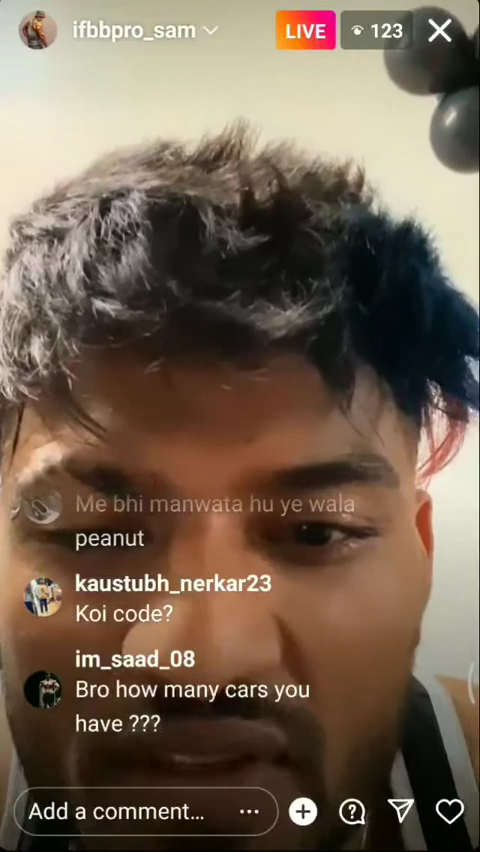 ifbbpro_sam
LIVE
123
Me bhi manwata hu ye wala
peanut
kaustubh_nerkar23
Koi code?
im_saad_08
Bro how many cars you
have ???
Add a comment...